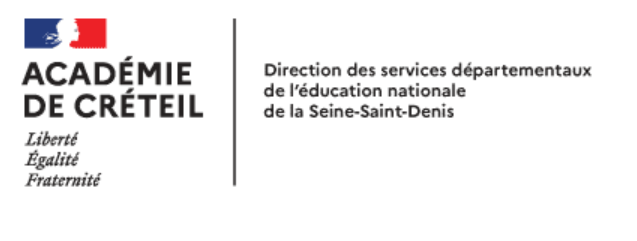 ACADÉMIE
DE CRÉTEIL
Liberté
Égalité
Fraternité
Direction des services départementaux
de l'éducation nationale
de la Seine-Saint-Denis